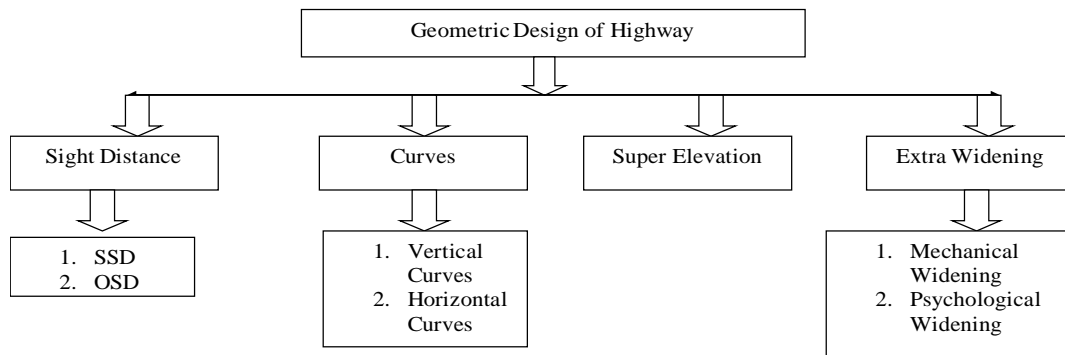 Geometric Design of Highway
Sight Distance
Curves
Super Elevation
Extra Widening
1. SSD
2. OSD
1. Vertical
Curves
2. Horizontal
Curves
1. Mechanical
Widening
2. Psychological
Widening